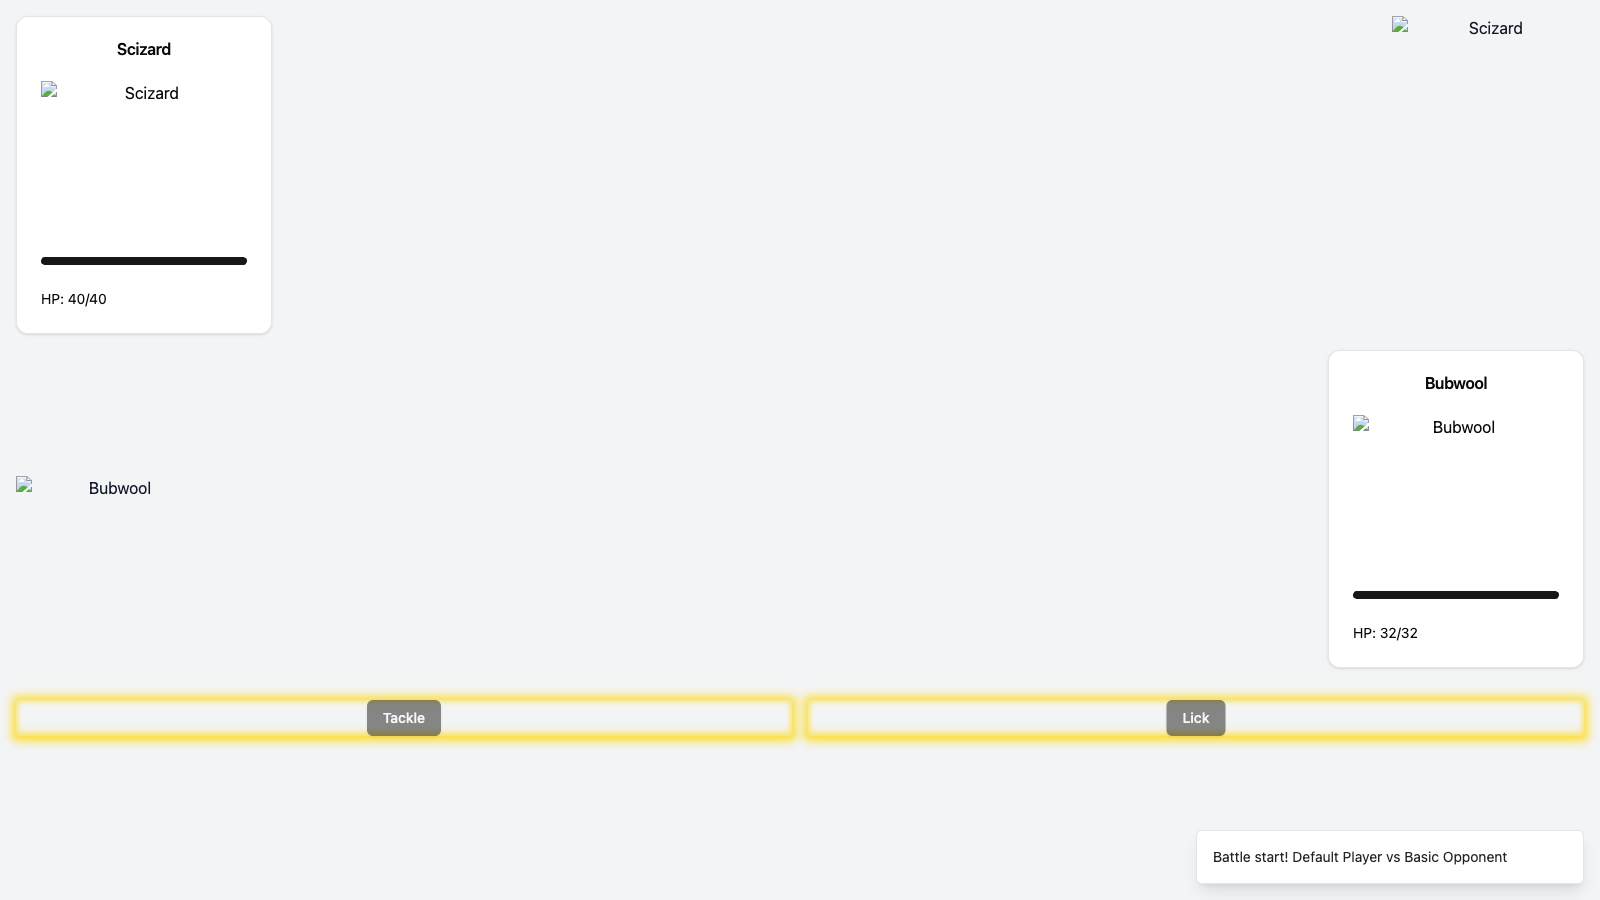 Scizard
Scizard
Scizard
HP: 40/40
Bubwool
Bubwool
Bubwool
HP: 32/32
Tackle
Lick
Battle start! Default Player vs Basic Opponent